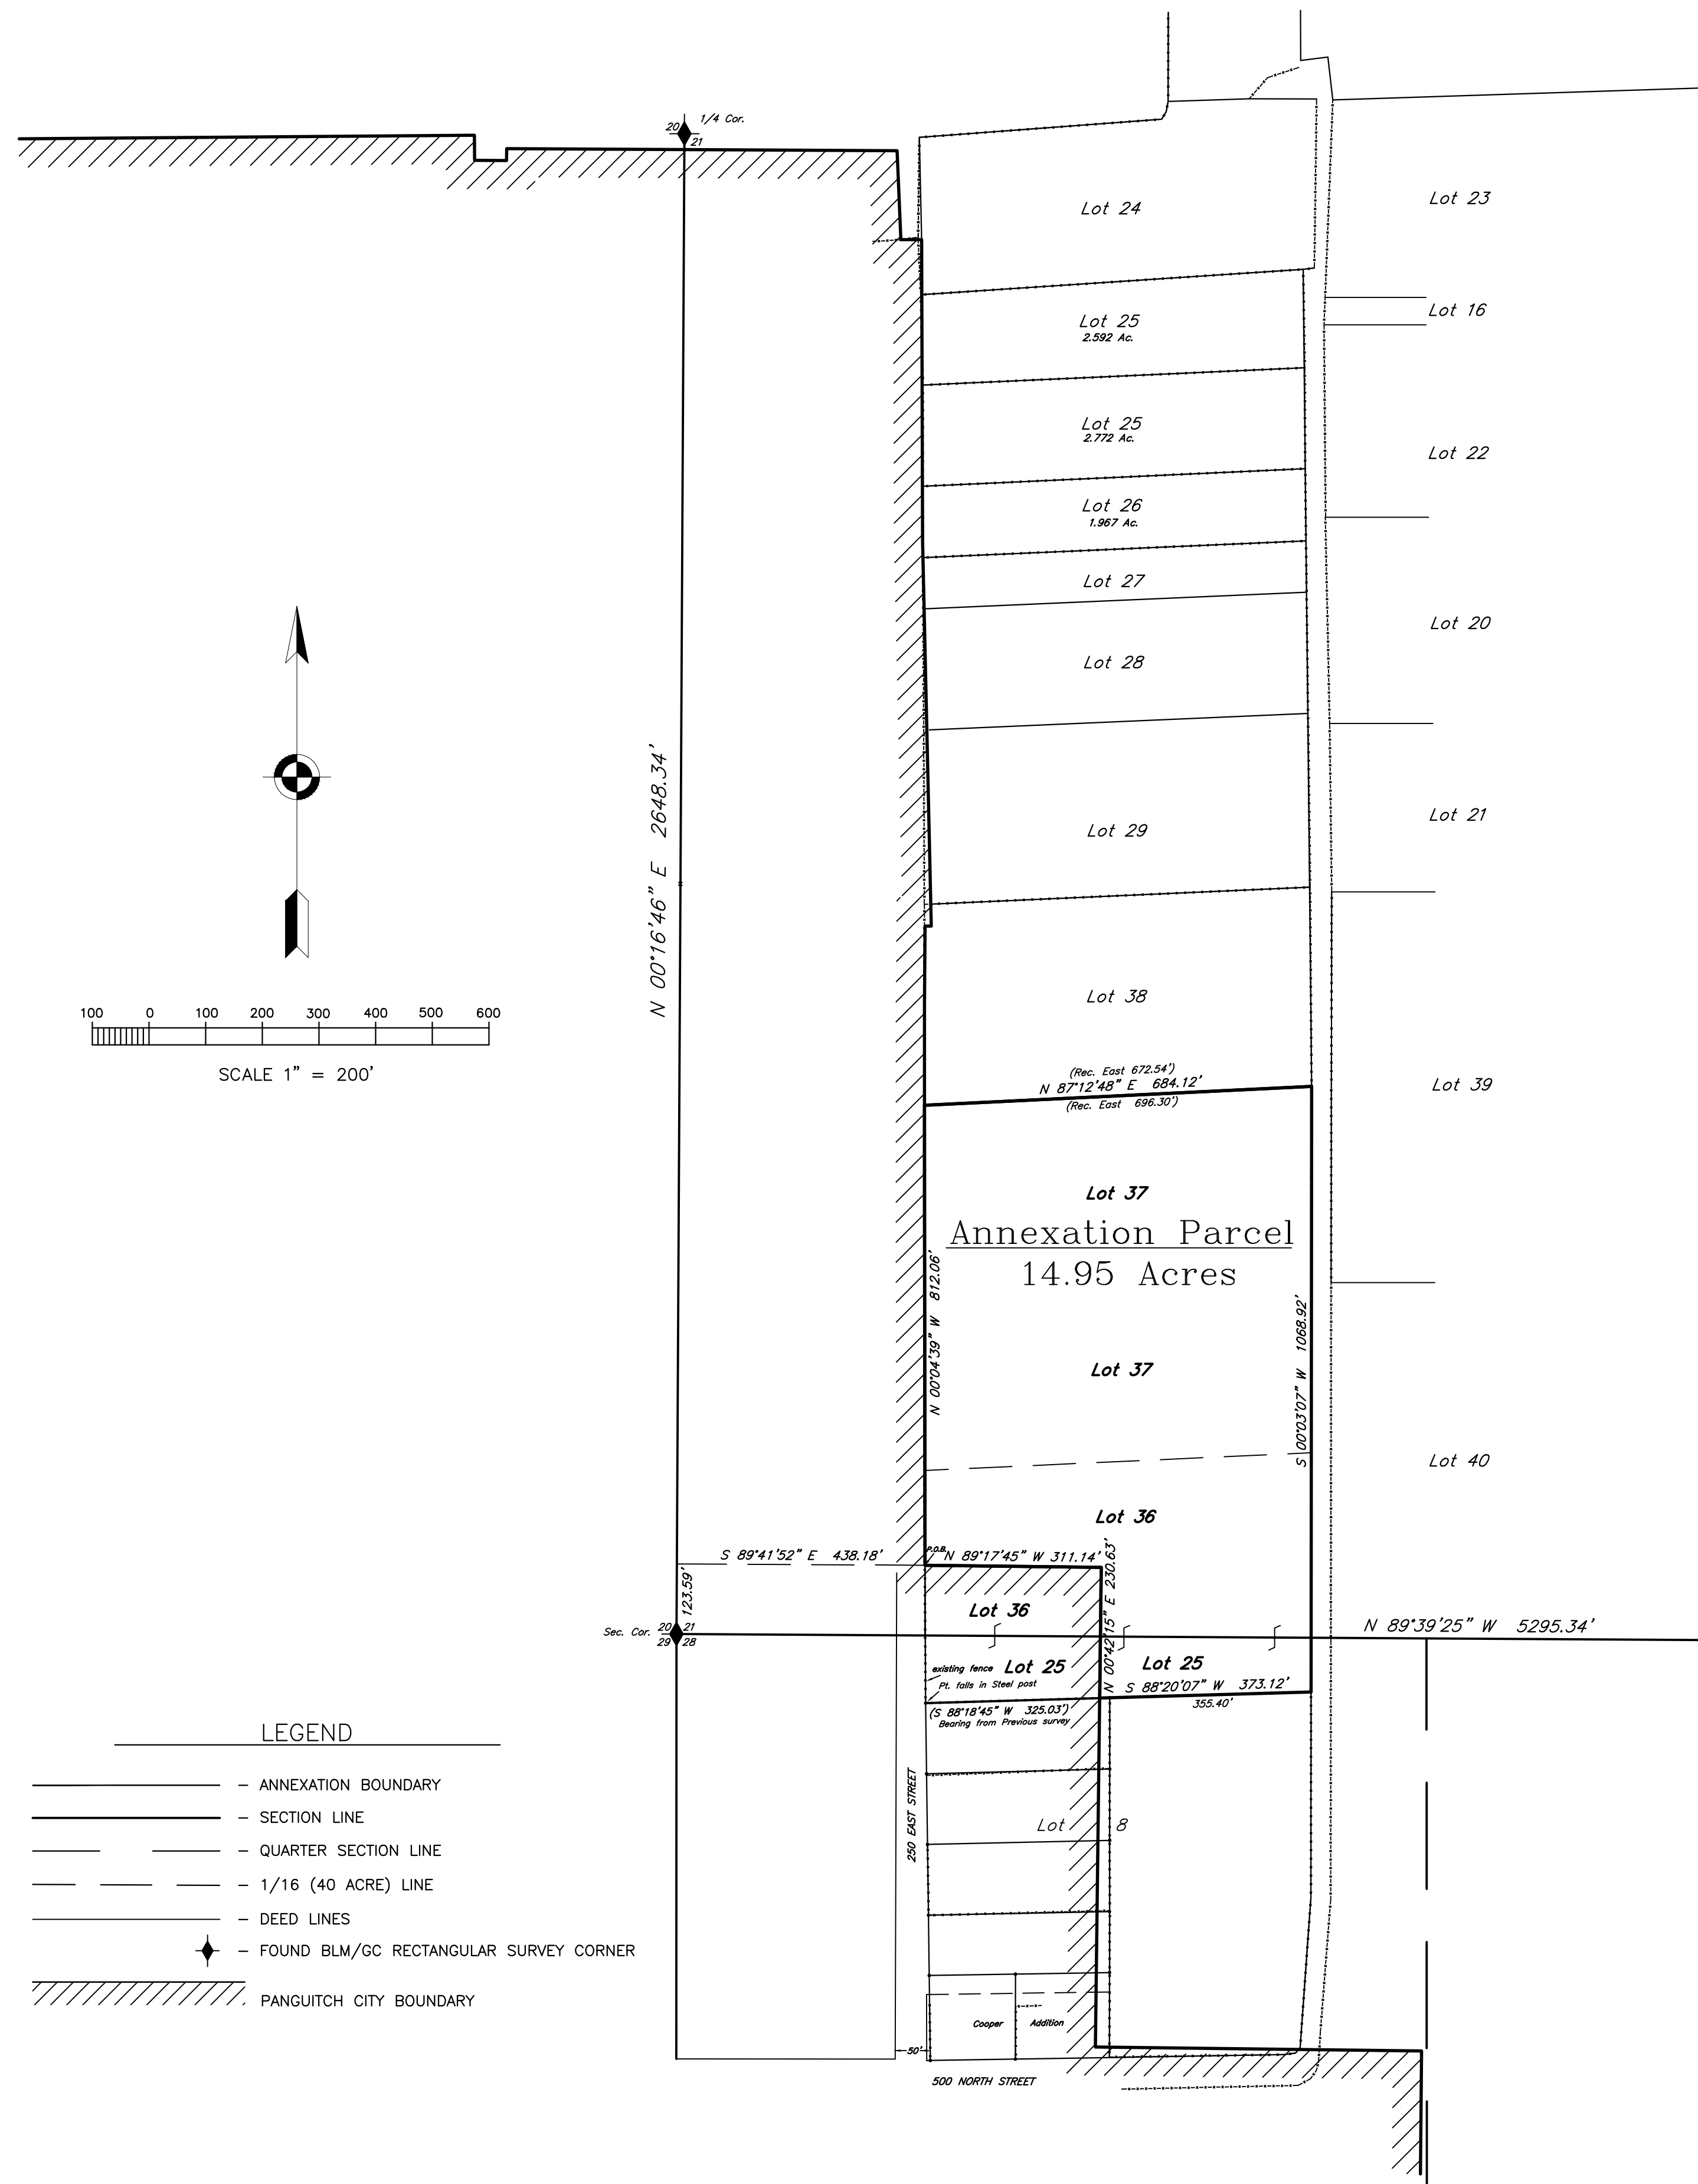 1/4 Cor.
20
21
Lot 24
Lot 23
Lot 25
2.592 Ac.
Lot 16
Lot 25
2.772 Ac.
Lot 22
Lot 26
1.967 Ac.
Lot 27
Lot 20
Lot 28
Lot 29
Lot 21
N 00°16'46" E 2648.34'
Lot 38
100 0 100 200 300 400 500 600
SCALE 1" = 200'
(Rec. East 672.54')
N 87°12'48" E 684.12'
(Rec. East 696.30')
Lot 39
Lot 37
Annexation Parcel
14.95 Acres
N 00°04'39" W 812.06'
S 00°03'07" W 1068.92'
Lot 37
Lot 40
Lot 36
S 89°41'52" E 438.18'
P.O.B.
N 89°17'45" W 311.14'
N 00°42'15" E 230.63'
123.59'
Lot 36
Sec. Cor.
20 21
29 28
N 89°39'25" W 5295.34'
existing fence
Lot 25
Lot 25
Pt. falls in Steel post
S 88°20'07" W 373.12'
355.40'
(S 88°18'45" W 325.03')
Bearing from Previous survey
250 EAST STREET
Lot 8
Cooper Addition
50'
500 NORTH STREET
LEGEND
– ANNEXATION BOUNDARY
– SECTION LINE
– QUARTER SECTION LINE
– 1/16 (40 ACRE) LINE
– DEED LINES
– FOUND BLM/GC RECTANGULAR SURVEY CORNER
PANGUITCH CITY BOUNDARY